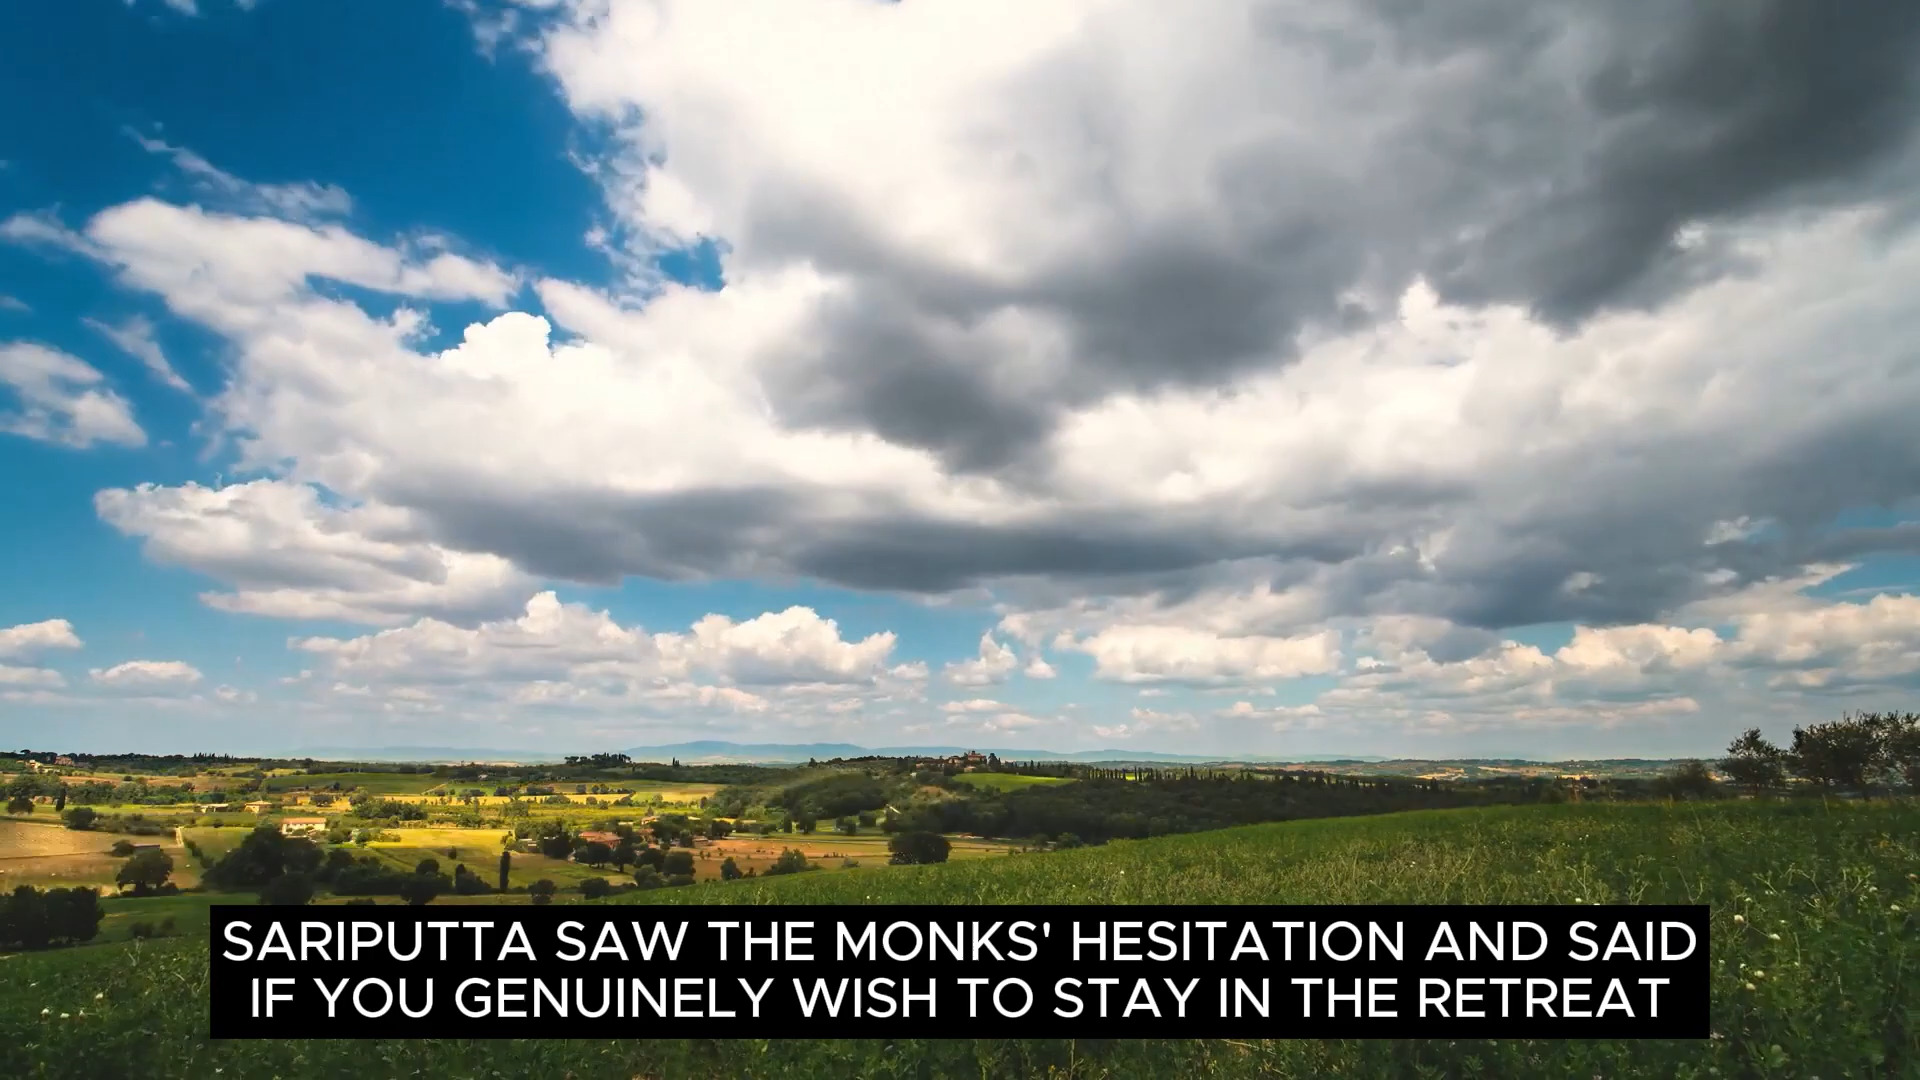 SARIPUTTA SAW THE MONKS' HESITATION AND SAID
IF YOU GENUINELY WISH TO STAY IN THE RETREAT